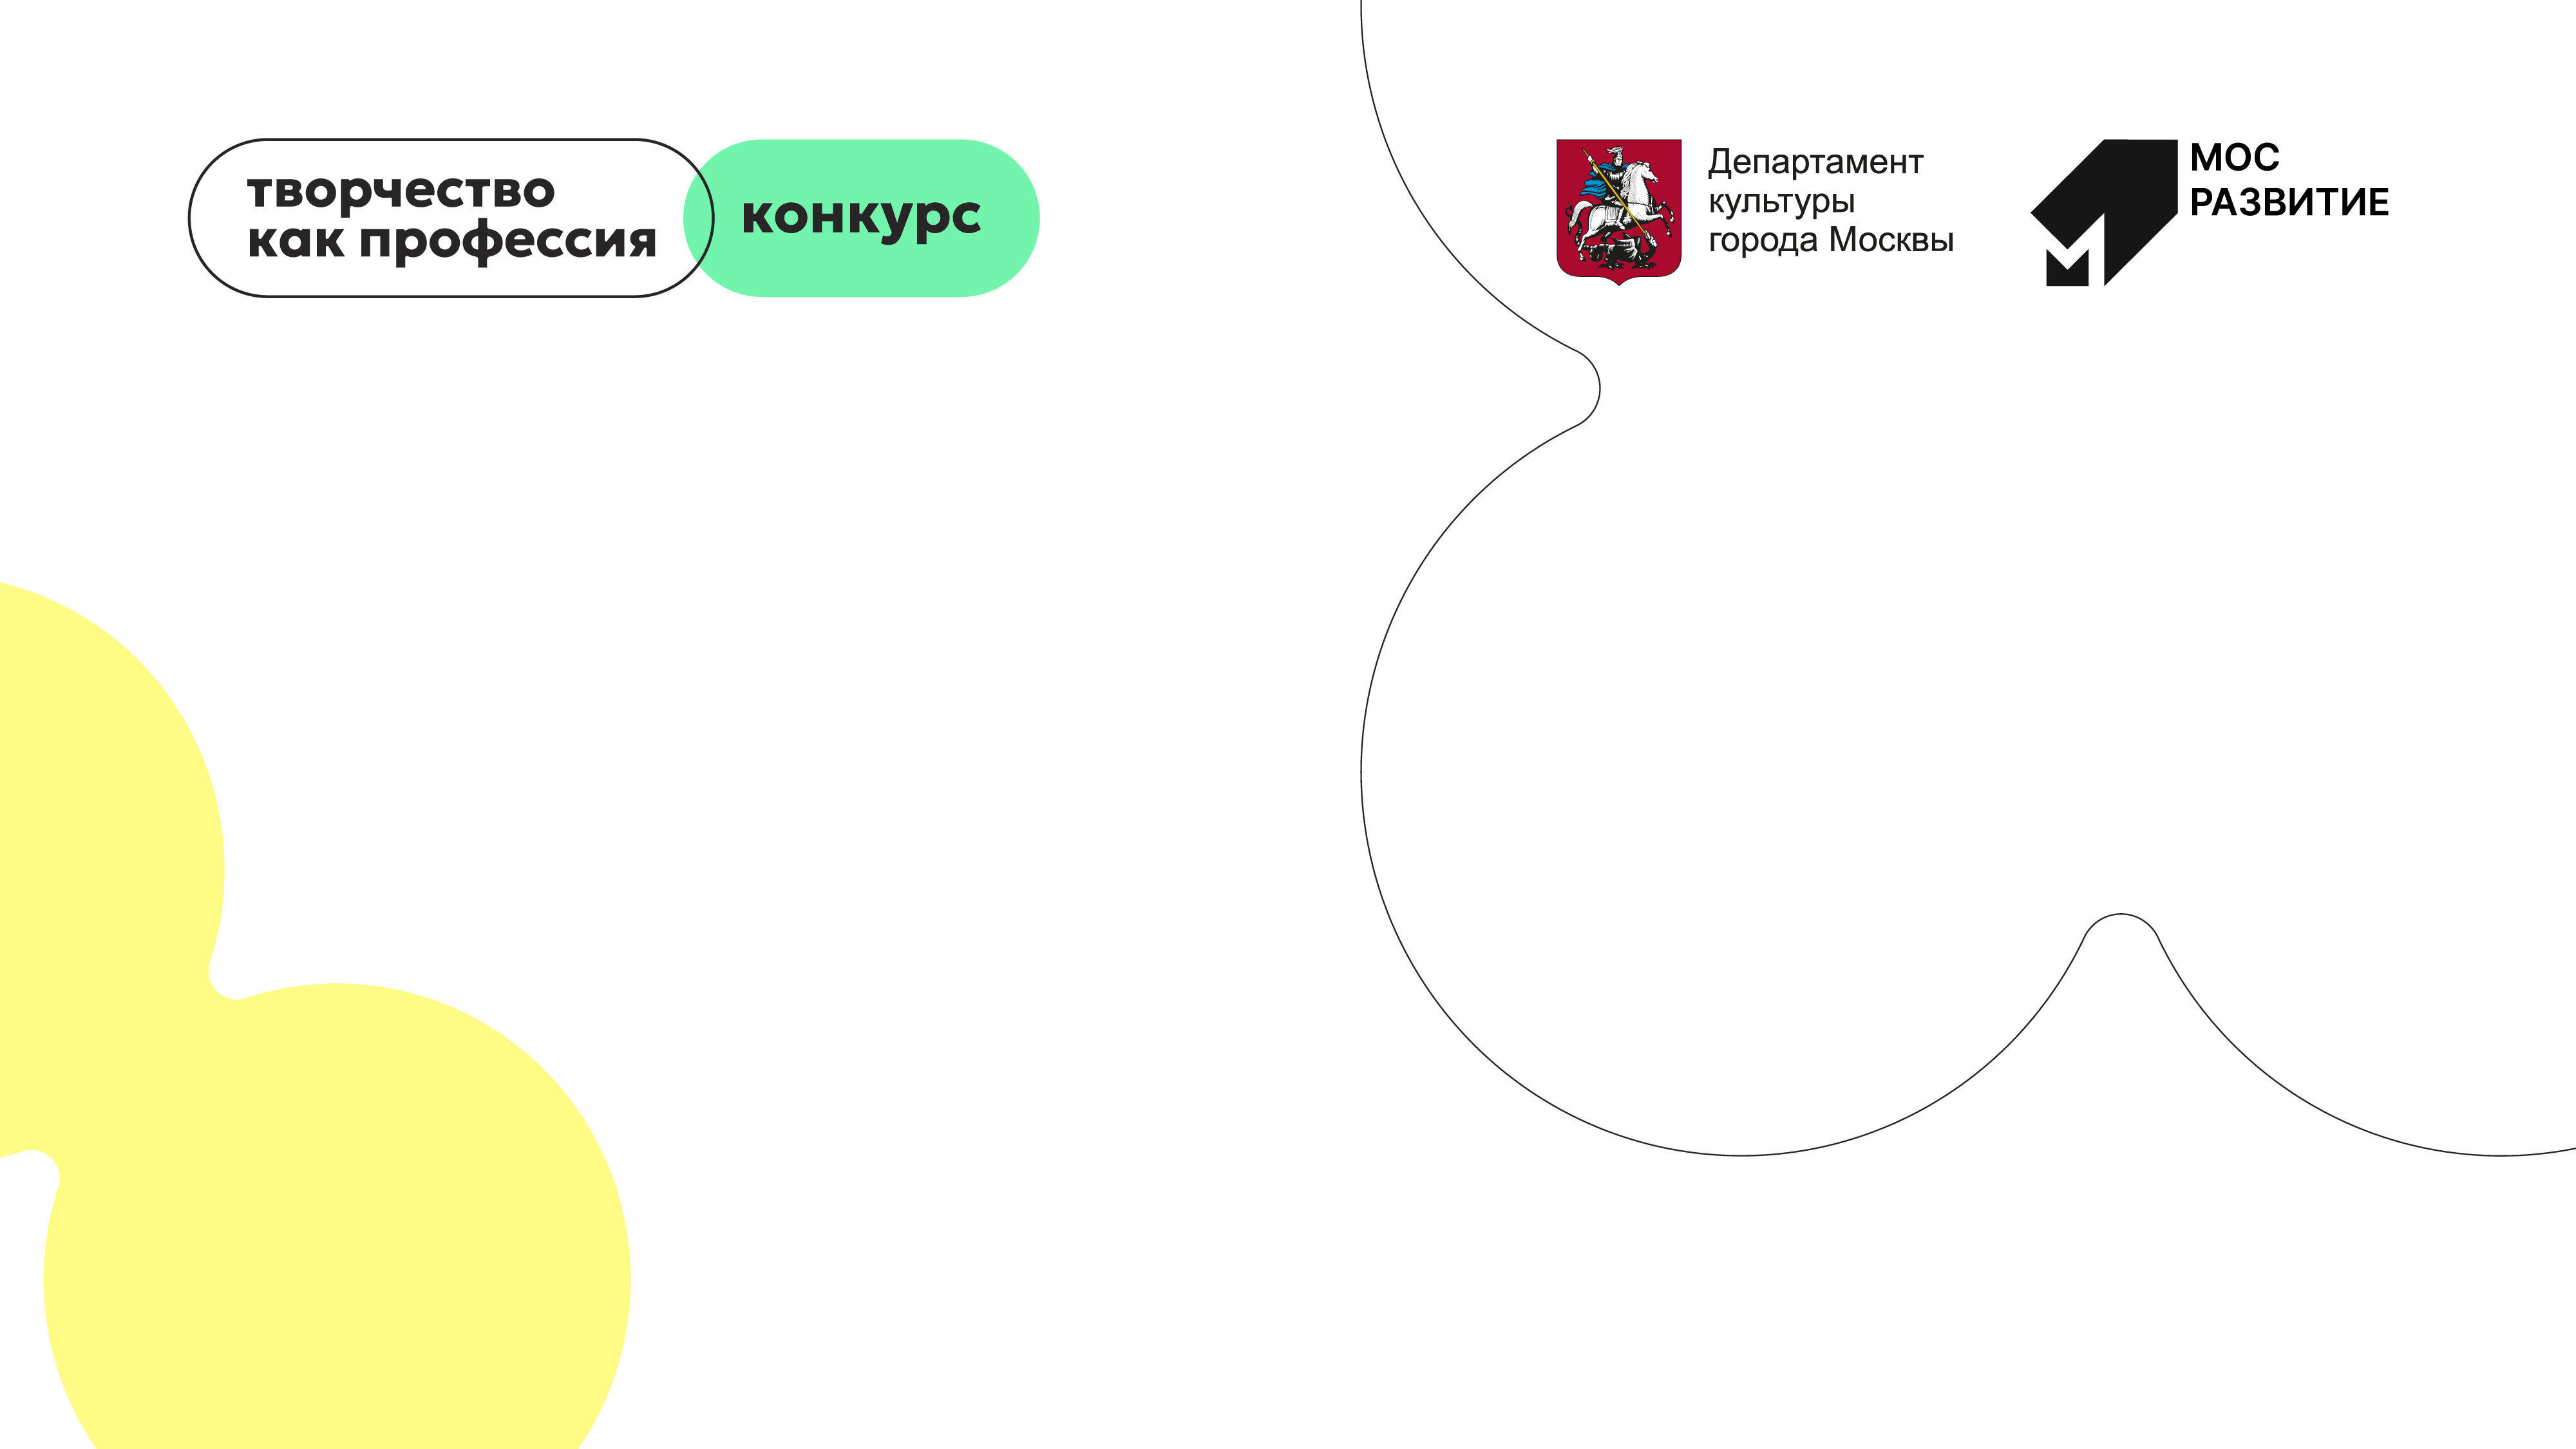 творчество
как профессия
конкурс
Департамент
культуры
города Москвы
МОС
РАЗВИТИЕ